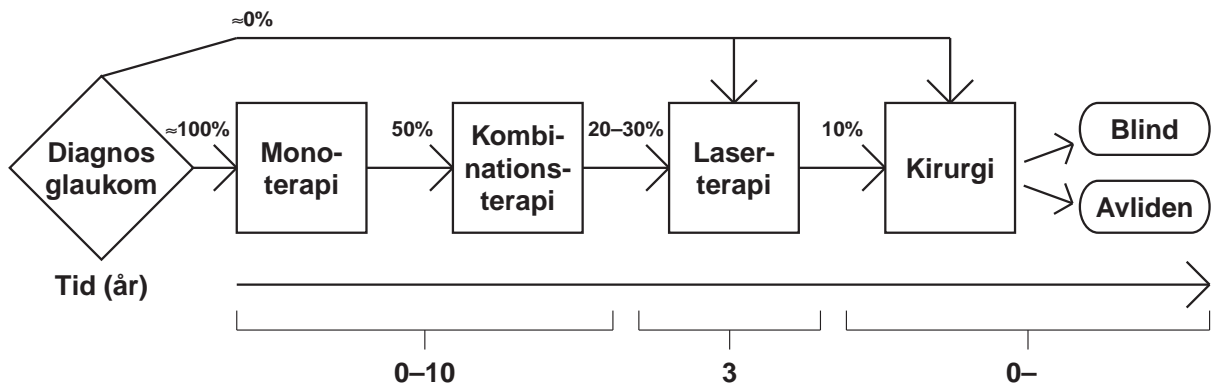 ≈0%
Diagnos
glaukom
≈100%
Mono-
terapi
50%
Kombi-
nations-
terapi
20–30%
Laser-
terapi
10%
Kirurgi
Blind
Avliden
Tid (år)
0–10
3
0–